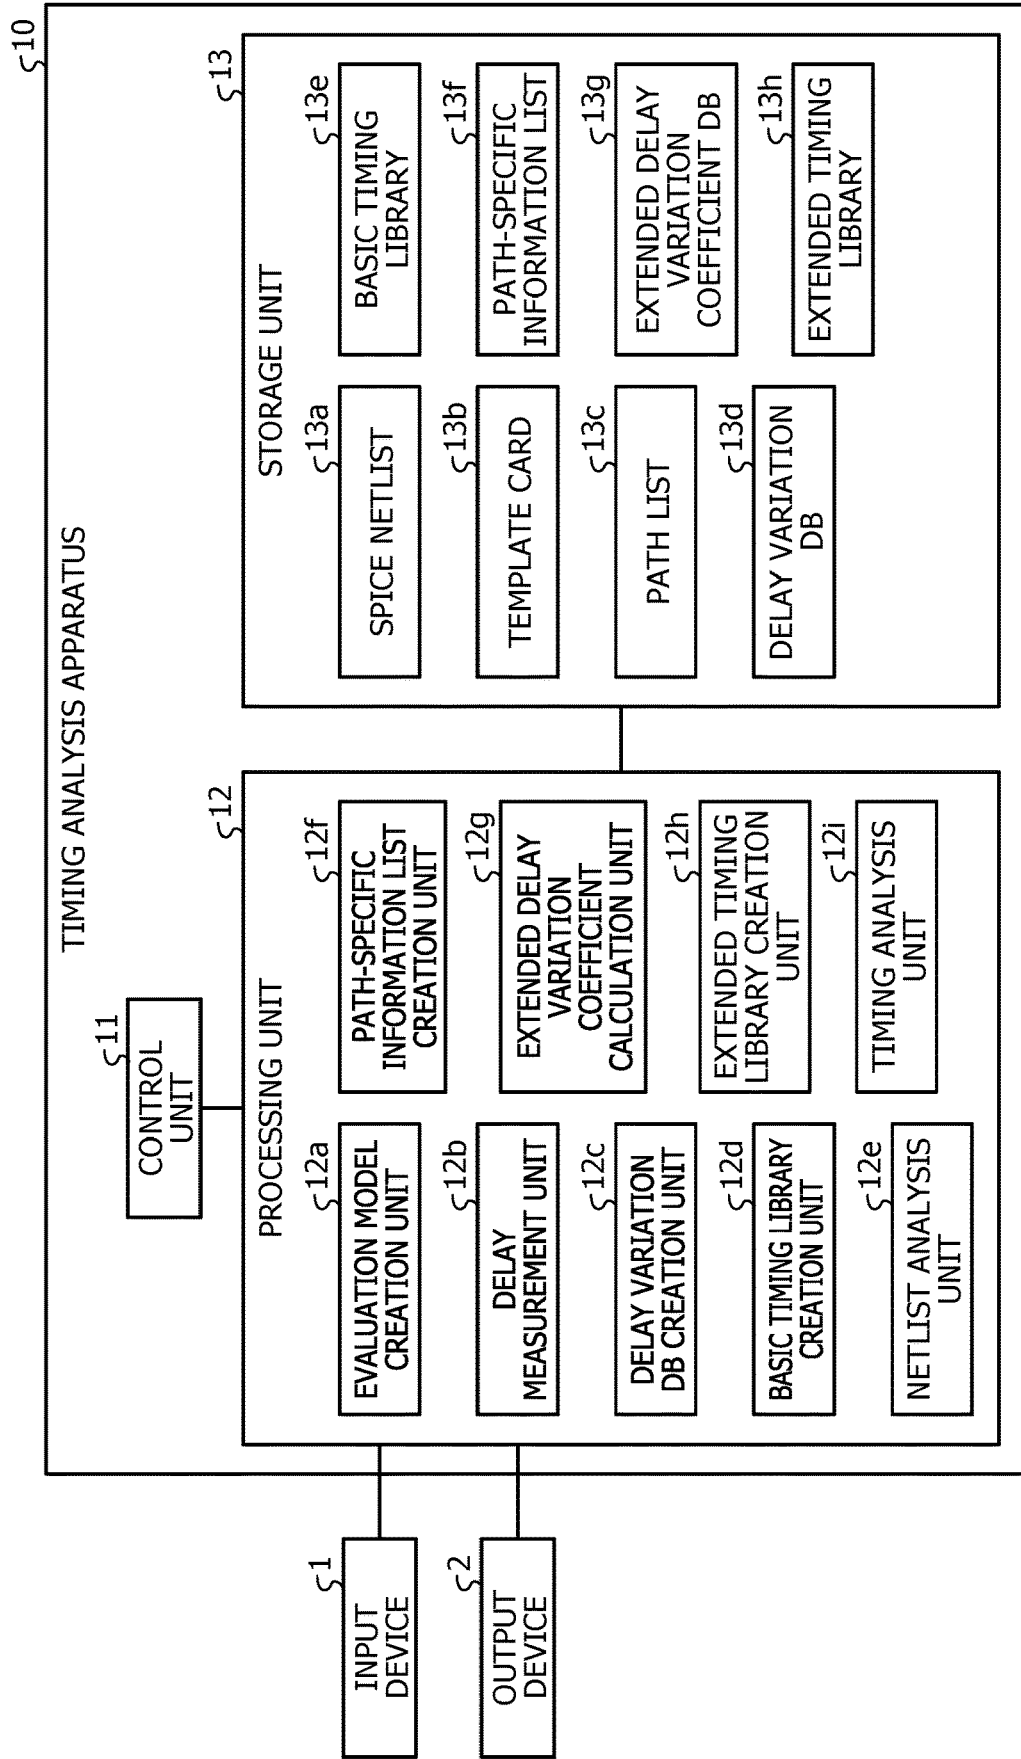 10
TIMING ANALYSIS APPARATUS
11
CONTROL
UNIT
12
PROCESSING UNIT
12a
EVALUATION MODEL
CREATION UNIT
12b
DELAY
MEASUREMENT UNIT
12c
DELAY VARIATION
DB CREATION UNIT
12d
BASIC TIMING LIBRARY
CREATION UNIT
12e
NETLIST ANALYSIS
UNIT
12f
PATH-SPECIFIC
INFORMATION LIST
CREATION UNIT
12g
EXTENDED DELAY
VARIATION
COEFFICIENT
CALCULATION UNIT
12h
EXTENDED TIMING
LIBRARY CREATION
UNIT
12i
TIMING ANALYSIS
UNIT
13
STORAGE UNIT
13a
SPICE NETLIST
13b
TEMPLATE CARD
13c
PATH LIST
13d
DELAY VARIATION
DB
13e
BASIC TIMING
LIBRARY
13f
PATH-SPECIFIC
INFORMATION LIST
13g
EXTENDED DELAY
VARIATION
COEFFICIENT DB
13h
EXTENDED TIMING
LIBRARY
1
INPUT
DEVICE
2
OUTPUT
DEVICE